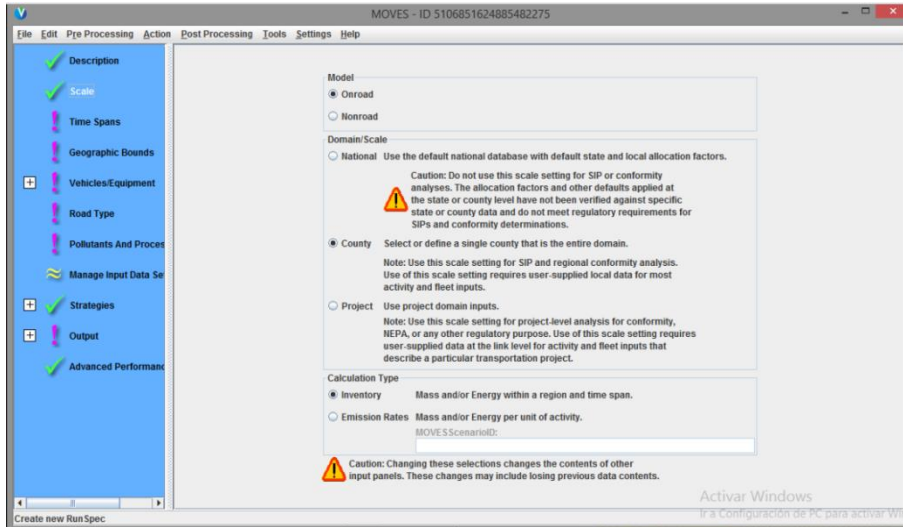 MOVES - ID 5106851624885482275
File Edit Pre Processing Action Post Processing Tools Settings Help
Description
Scale
Time Spans
Geographic Bounds
Vehicles/Equipment
Road Type
Pollutants And Proces
Manage Input Data Se
Strategies
Output
Advanced Performanc
Create new RunSpec
Model
Onroad
Nonroad
Domain/Scale
National Use the default national database with default state and local allocation factors.
Caution: Do not use this scale setting for SIP or conformity
analyses. The allocation factors and other defaults applied at
the state or county level have not been verified against specific
state or county data and do not meet regulatory requirements for
SIPs and conformity determinations.
County Select or define a single county that is the entire domain.
Note: Use this scale setting for SIP and regional conformity analysis.
Use of this scale setting requires user-supplied local data for most
activity and fleet inputs.
Project Use project domain inputs.
Note: Use this scale setting for project-level analysis for conformity,
NEPA, or any other regulatory purpose. Use of this scale setting requires
user-supplied data at the link level for activity and fleet inputs that
describe a particular transportation project.
Calculation Type
Inventory Mass and/or Energy within a region and time span.
Emission Rates Mass and/or Energy per unit of activity.
MOVESScenarioID:
Caution: Changing these selections changes the contents of other
input panels. These changes may include losing previous data contents.
Activar Windows
Ir a Configuración de PC para activar Wi